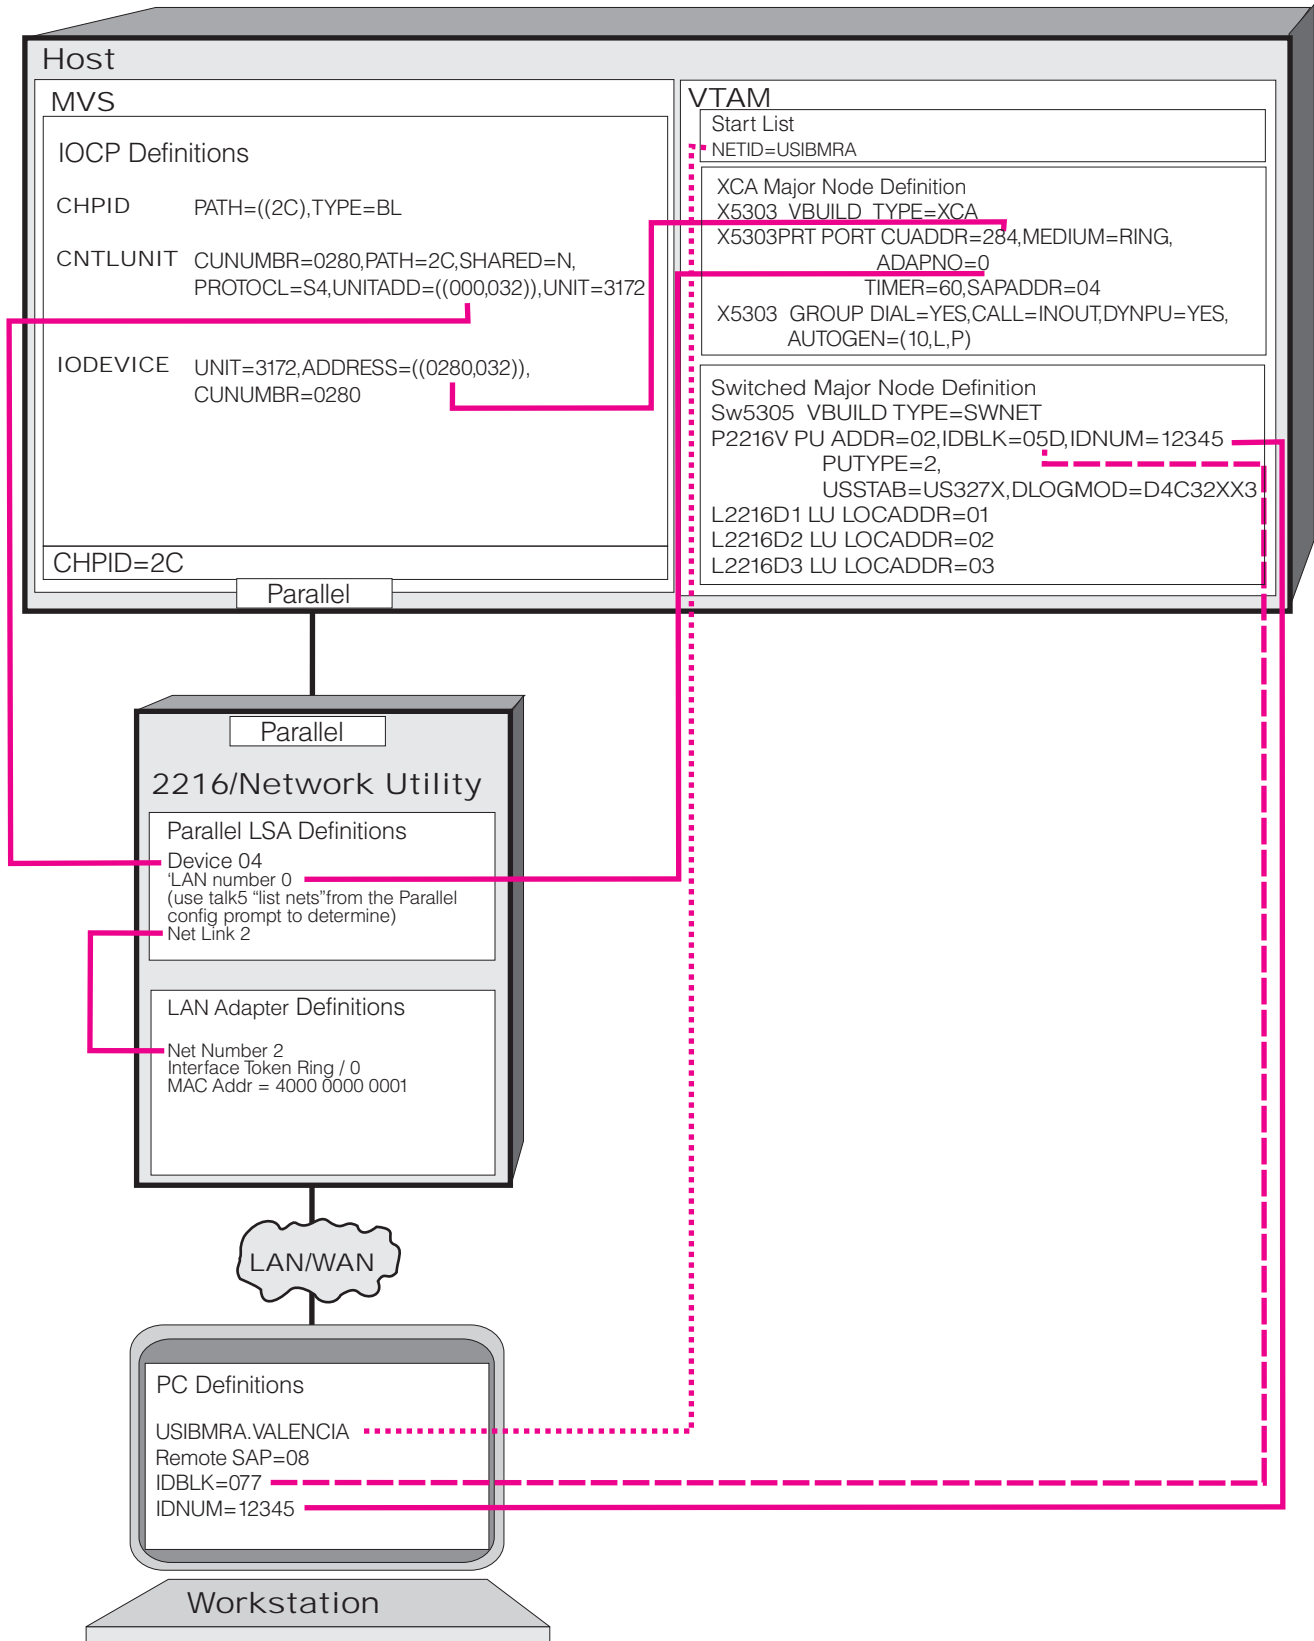 Host
MVS
IOCP Definitions
CHPID PATH=((2C),TYPE=BL
CNTLUNIT CUNUMBR=0280,PATH=2C,SHARED=N,
PROTOCL=S4,UNITADD=((000,032)),UNIT=3172
IODEVICE UNIT=3172,ADDRESS=((0280,032)),
CUNUMBR=0280
CHPID=2C
Parallel
VTAM
Start List
NETID=USIBMRA
XCA Major Node Definition
X5303 VBUILD TYPE=XCA
X5303PRT PORT CUADDR=284,MEDIUM=RING,
ADAPNO=0
TIMER=60,SAPADDR=04
X5303 GROUP DIAL=YES,CALL=INOUT,DYNPU=YES,
AUTOGEN=(10,L,P)
Switched Major Node Definition
Sw5305 VBUILD TYPE=SWNET
P2216V PU ADDR=02,IDBLK=05D,IDNUM=12345
PUTYPE=2,
USSTAB=US327X,DLOGMOD=D4C32XX3
L2216D1 LU LOCADDR=01
L2216D2 LU LOCADDR=02
L2216D3 LU LOCADDR=03
Parallel
2216/Network Utility
Parallel LSA Definitions
Device 04
'LAN number 0
(use talk5 “list nets”from the Parallel
config prompt to determine)
Net Link 2
LAN Adapter Definitions
Net Number 2
Interface Token Ring / 0
MAC Addr = 4000 0000 0001
LAN/WAN
PC Definitions
USIBMRA.VALENCIA
Remote SAP=08
IDBLK=077
IDNUM=12345
Workstation